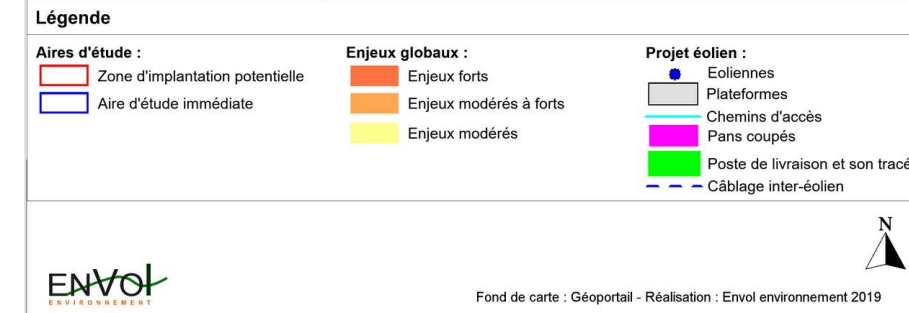 Légende
Aires d'étude :
Zone d'implantation potentielle
Aire d'étude immédiate
Enjeux globaux :
Enjeux forts
Enjeux modérés à forts
Enjeux modérés
Projet éolien :
Eoliennes
Plateformes
Chemins d'accès
Pans coupés
Poste de livraison et son tracé
Câblage inter-éolien
N
ENVOl
ENVIRONNEMENT
Fond de carte : Géoportail - Réalisation : Envol environnement 2019